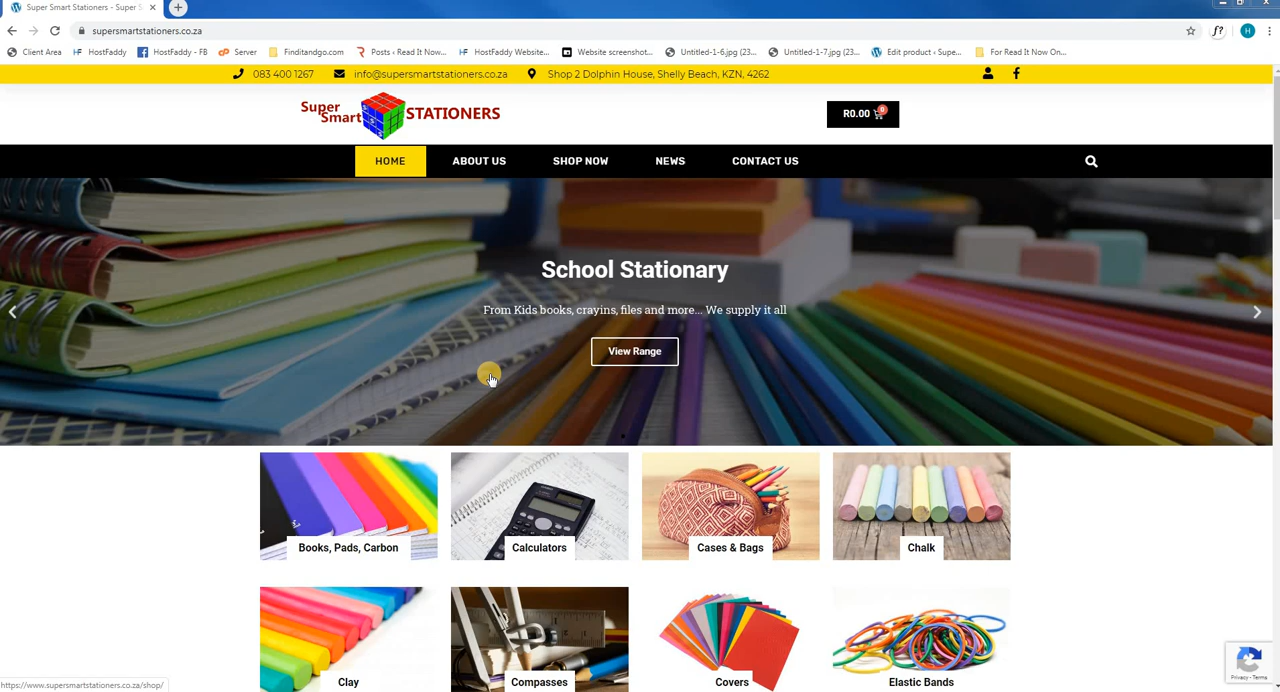 Super Smart Stationers - Super S
supersmartstationers.co.za
f?
H
Client Area
HostFaddy
HostFaddy - FB
Server
Finditandgo.com
Posts ‹ Read It Now...
HostFaddy Website...
Website screenshot...
Untitled-1-6.jpg (23...
Untitled-1-7.jpg (23...
Edit product ‹ Supe...
For Read It Now On...
083 400 1267
info@supersmartstationers.co.za
Shop 2 Dolphin House, Shelly Beach, KZN, 4262
Super Smart STATIONERS
R0.00 0
HOME ABOUT US SHOP NOW NEWS CONTACT US
School Stationary
From Kids books, crayins, files and more... We supply it all
View Range
Books, Pads, Carbon
Calculators
Cases & Bags
Chalk
Clay
Compasses
Covers
Elastic Bands
Privacy - Terms
https://www.supersmartstationers.co.za/shop/